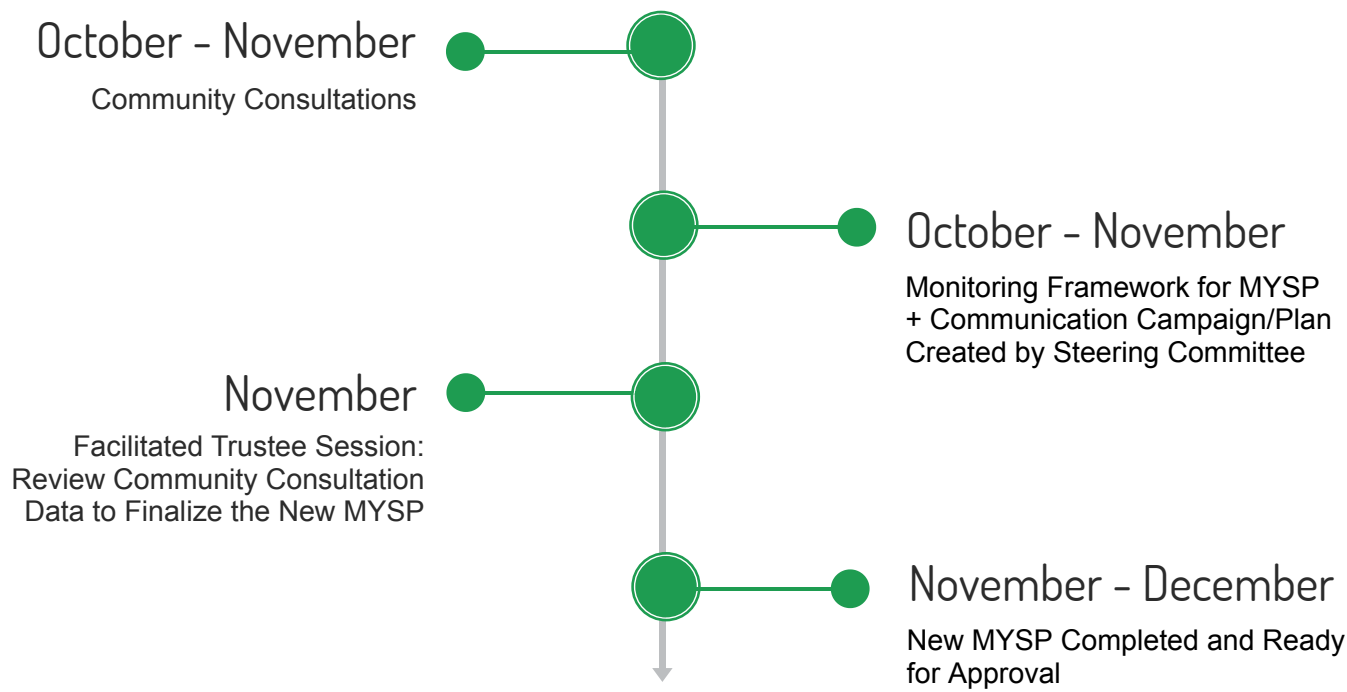 October - November
Community Consultations
October - November
Monitoring Framework for MYSP
+ Communication Campaign/Plan
Created by Steering Committee
November
Facilitated Trustee Session:
Review Community Consultation
Data to Finalize the New MYSP
November - December
New MYSP Completed and Ready
for Approval